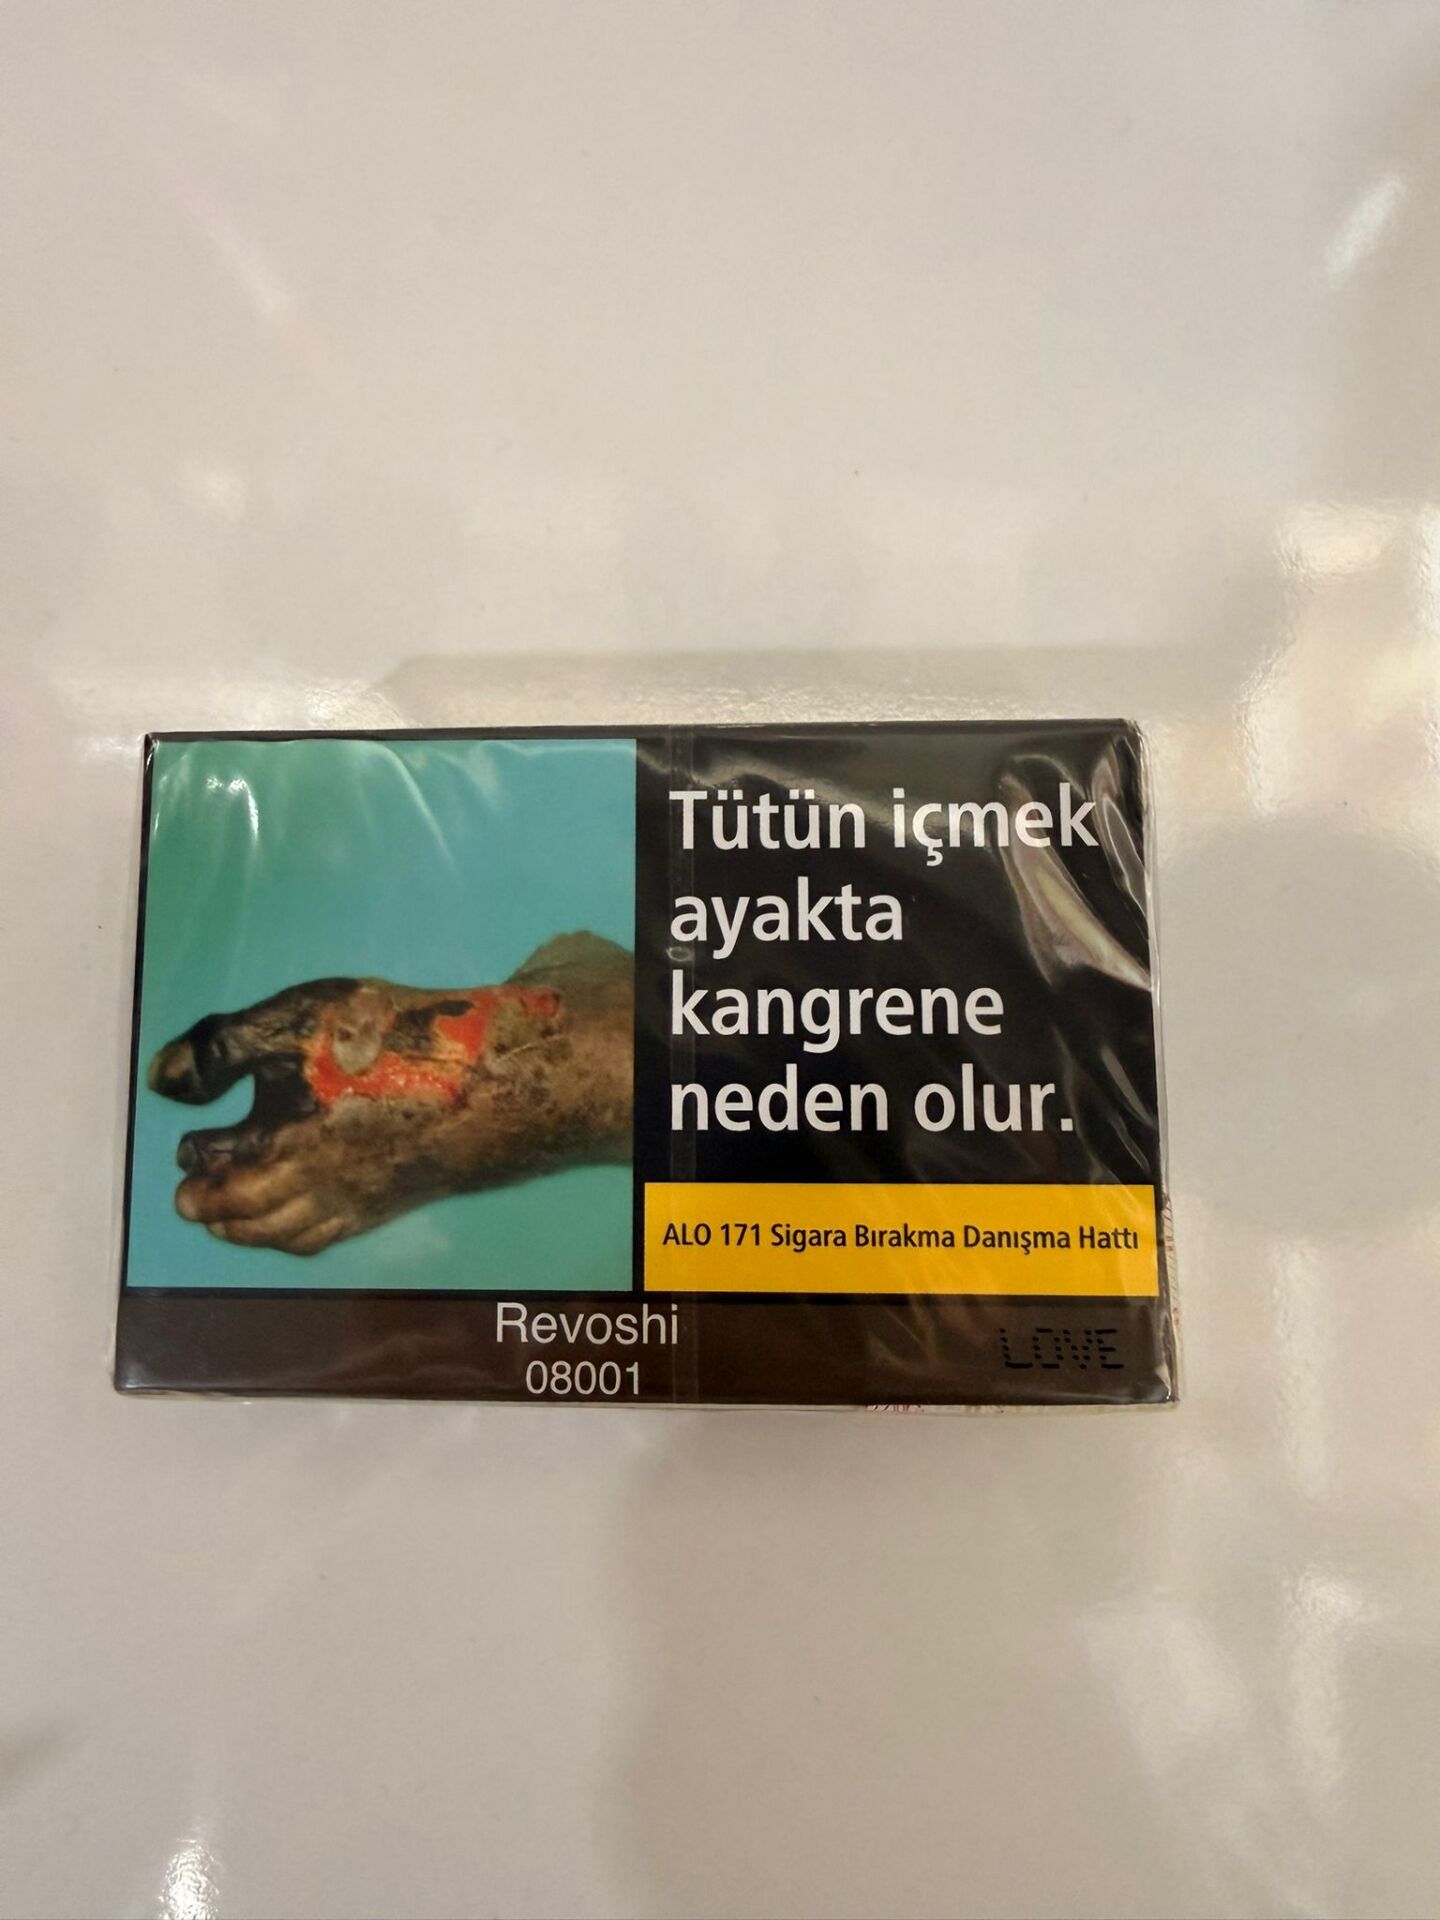 Tütün içmek
ayakta
kangrene
neden olur.
ALO 171 Sigara Bırakma Danışma Hattı
Revoshi
08001
LOVE